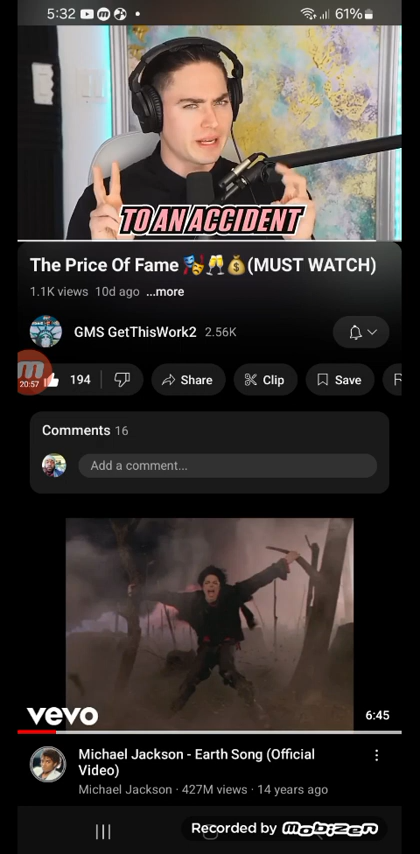 5:32
61%
TO AN ACCIDENT
The Price Of Fame 🎭🥂💰(MUST WATCH)
1.1K views 10d ago ...more
GMS GetThisWork2 2.56K
20:57
194
Share
Clip
Save
Comments 16
Add a comment...
vevo
6:45
Michael Jackson - Earth Song (Official
Video)
Michael Jackson · 427M views · 14 years ago
Recorded by mobizen